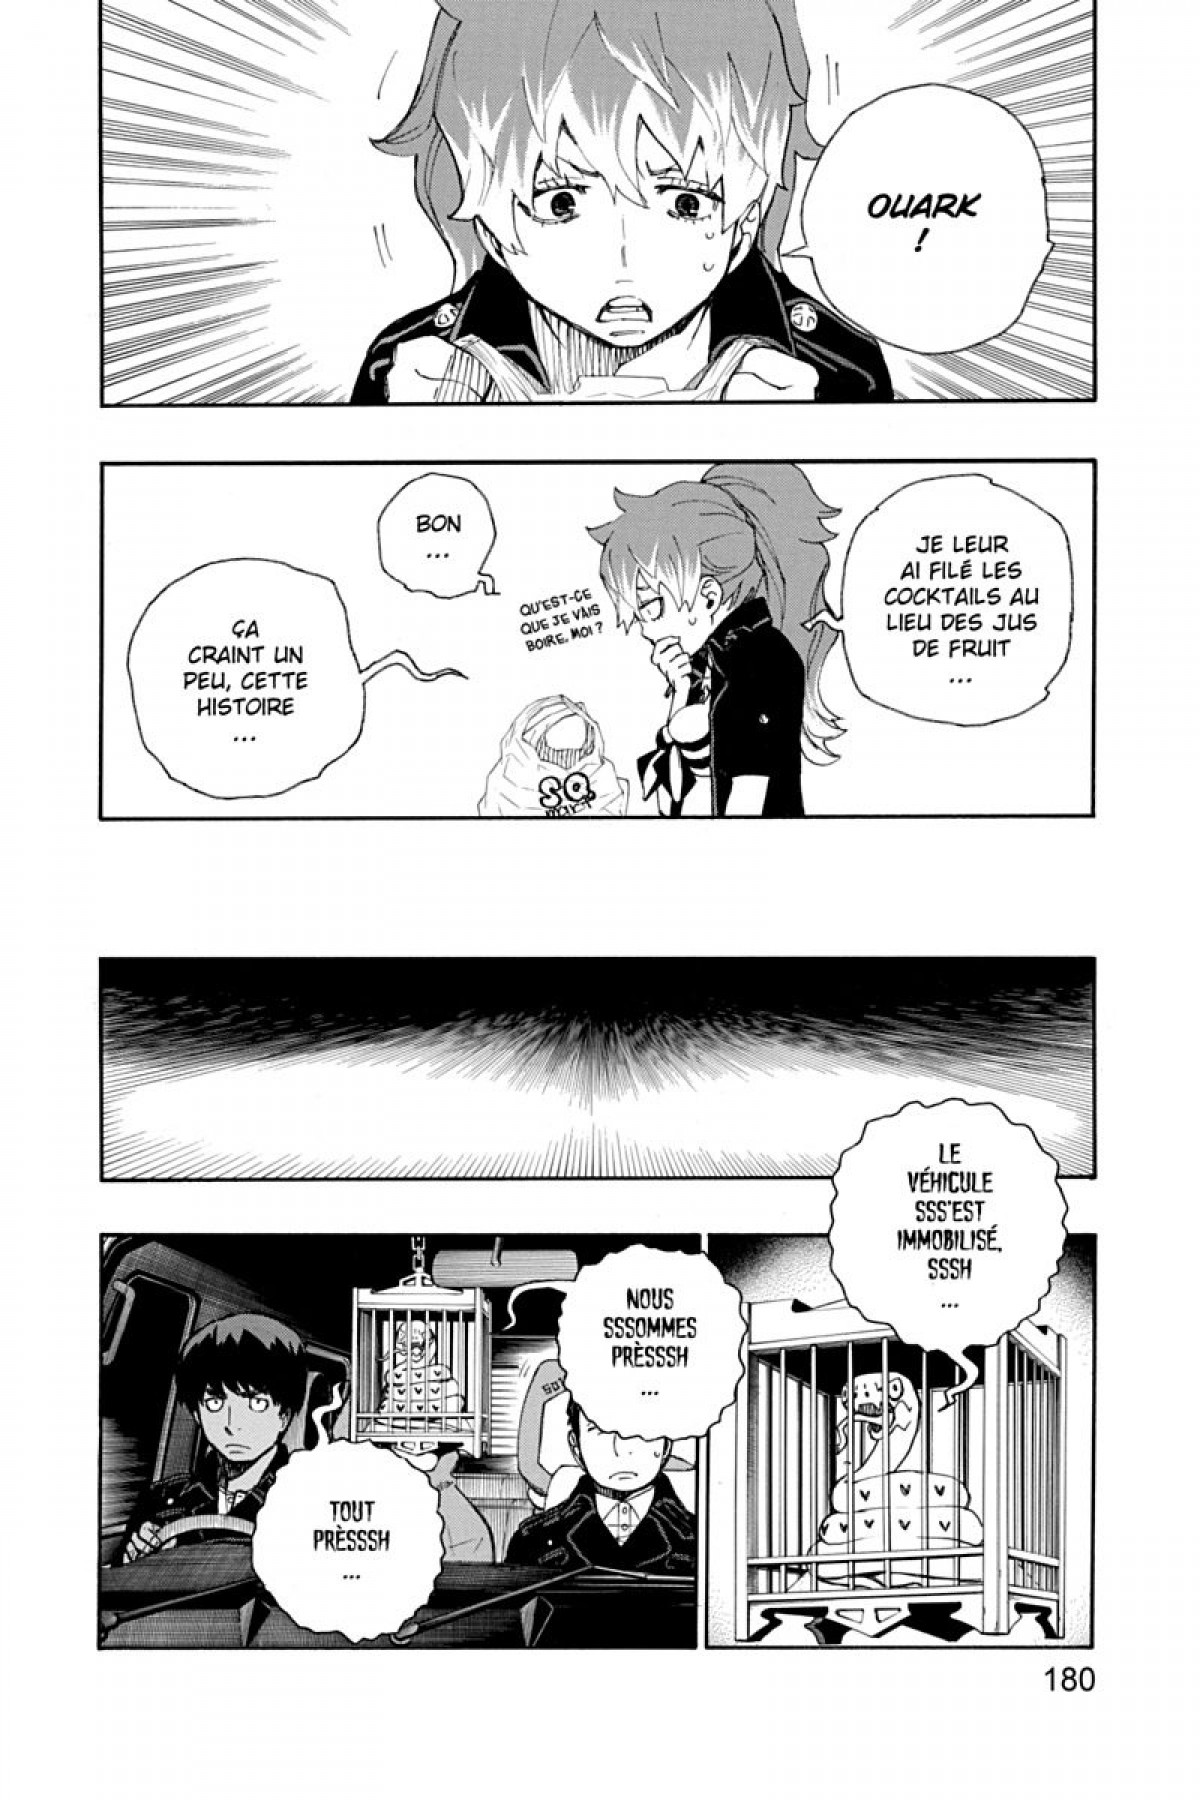 OUARK
!
JE LEUR
AI FILÉ LES
COCKTAILS AU
LIEU DES JUS
DE FRUIT
...
QU'EST-CE
QUE JE VAIS
BOIRE, MOI ?
BON
...
ÇA
CRAINT UN
PEU, CETTE
HISTOIRE
...
SQ
LE
VÉHICULE
SSS'EST
IMMOBILISÉ,
SSSH
...
NOUS
SSSOMMES
PRÈSSSH
...
TOUT
PRÈSSSH
...
180